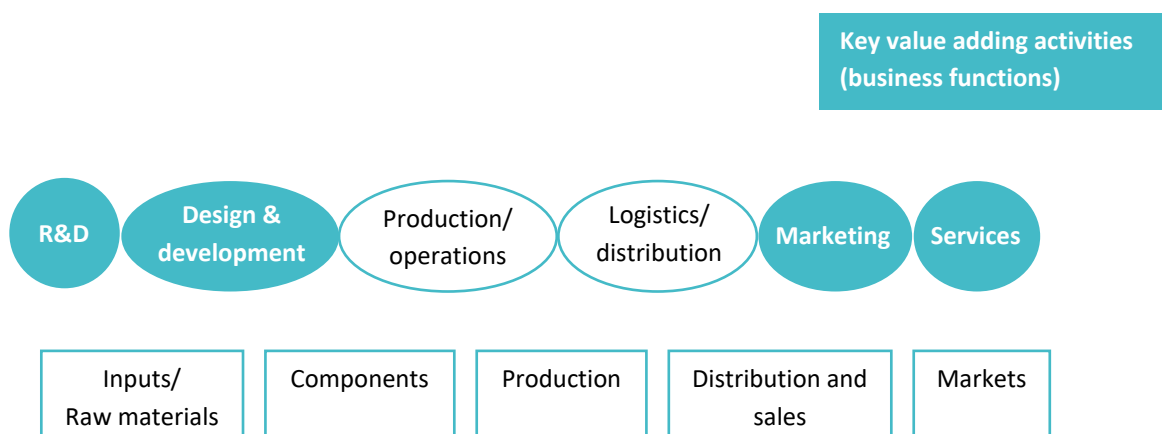 Key value adding activities
(business functions)
R&D
Design &
development
Production/
operations
Logistics/
distribution
Marketing
Services
Inputs/
Raw materials
Components
Production
Distribution and
sales
Markets